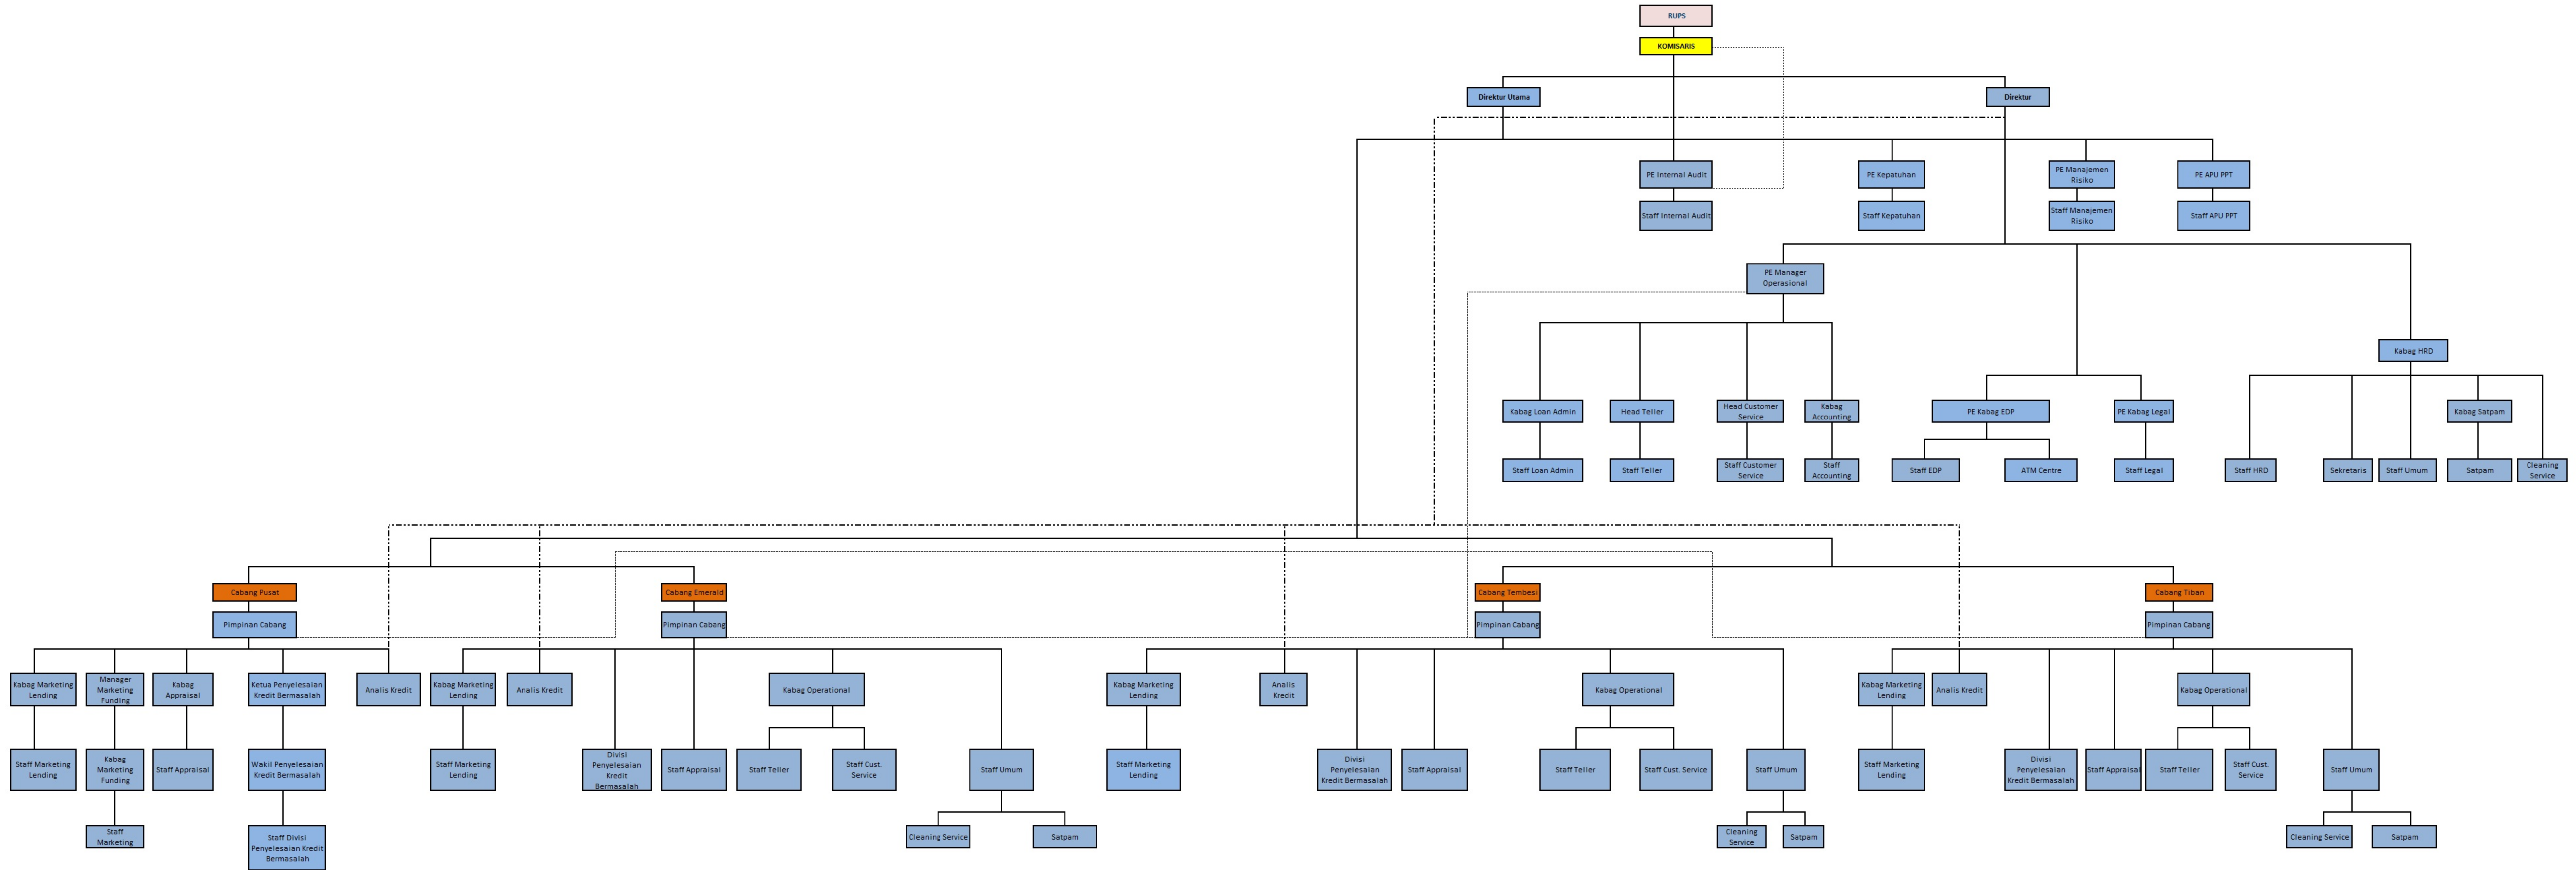 RUPS
KOMISARIS
Direktur Utama
Direktur
PE Internal Audit
PE Kepatuhan
PE Manajemen
Risiko
PE APU PPT
Staff Internal Audit
Staff Kepatuhan
Staff Manajemen
Risiko
Staff APU PPT
PE Manager
Operasional
Kabag HRD
Kabag Loan Admin
Head Teller
Head Customer
Service
Kabag
Accounting
PE Kabag EDP
PE Kabag Legal
Kabag Satpam
Staff Loan Admin
Staff Teller
Staff Customer
Service
Staff
Accounting
Staff EDP
ATM Centre
Staff Legal
Staff HRD
Sekretaris
Staff Umum
Satpam
Cleaning
Service
Cabang Pusat
Cabang Emerald
Cabang Tembesi
Cabang Tiban
Pimpinan Cabang
Pimpinan Cabang
Pimpinan Cabang
Pimpinan Cabang
Kabag Marketing
Lending
Manager
Marketing
Funding
Kabag
Appraisal
Ketua Penyelesaian
Kredit Bermasalah
Analis Kredit
Kabag Marketing
Lending
Analis Kredit
Kabag Operational
Kabag Marketing
Lending
Analis
Kredit
Kabag Operational
Kabag Marketing
Lending
Analis Kredit
Kabag Operational
Staff Marketing
Lending
Kabag
Marketing
Funding
Staff Appraisal
Wakil Penyelesaian
Kredit Bermasalah
Staff Marketing
Lending
Divisi
Penyelesaian
Kredit
Bermasalah
Staff Appraisal
Staff Teller
Staff Cust.
Service
Staff Umum
Staff Marketing
Lending
Divisi
Penyelesaian
Kredit Bermasalah
Staff Appraisal
Staff Teller
Staff Cust. Service
Staff Umum
Staff Marketing
Lending
Divisi
Penyelesaian
Kredit Bermasalah
Staff Appraisal
Staff Teller
Staff Cust.
Service
Staff Umum
Staff
Marketing
Staff Divisi
Penyelesaian Kredit
Bermasalah
Cleaning Service
Satpam
Cleaning
Service
Satpam
Cleaning Service
Satpam